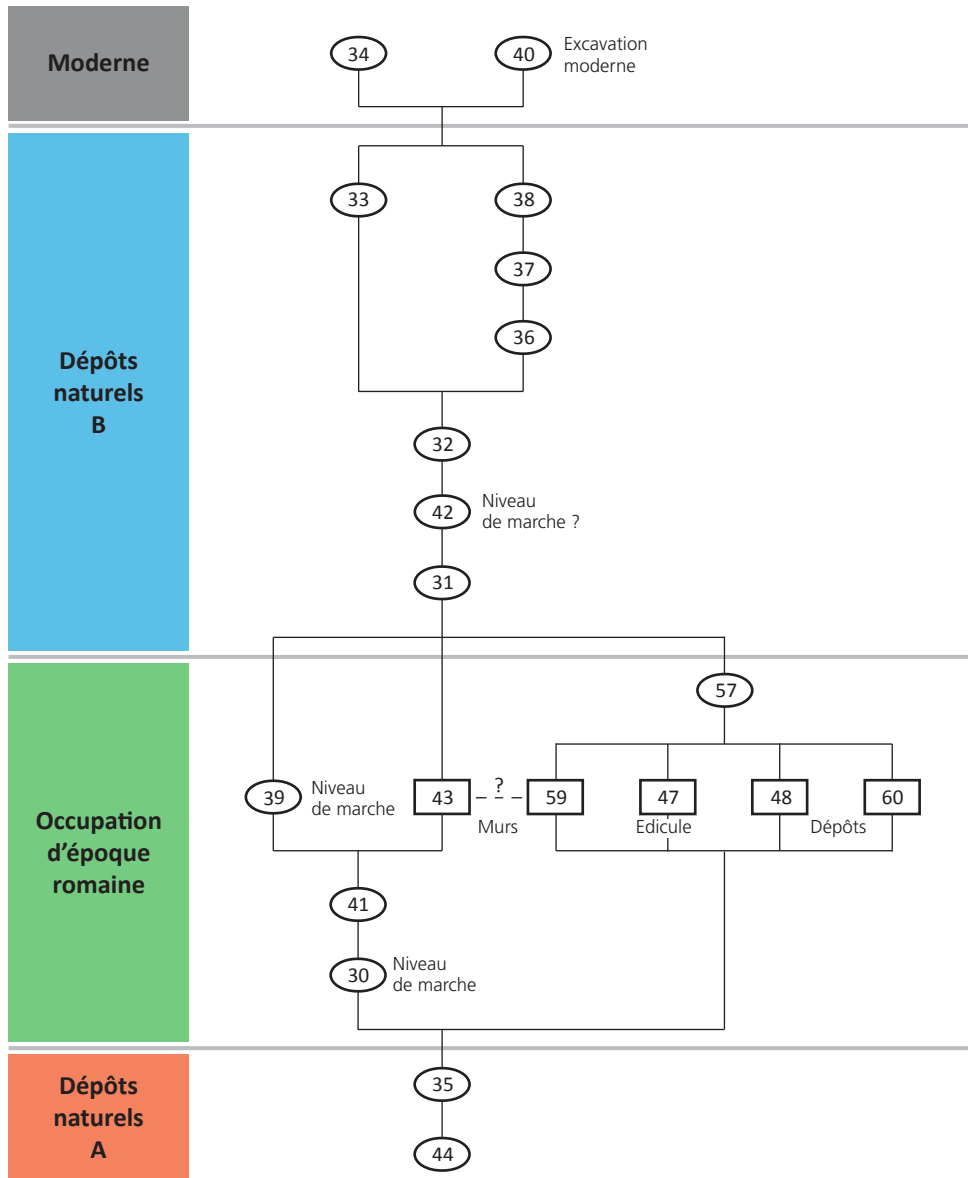 Moderne
34
40
Excavation
moderne
33
38
37
36
Dépôts
naturels
B
32
42
Niveau
de marche ?
31
57
39
Niveau
de marche
43
?
59
47
48
60
Murs
Edicule
Dépôts
Occupation
d'époque
romaine
41
30
Niveau
de marche
Dépôts
naturels
A
35
44